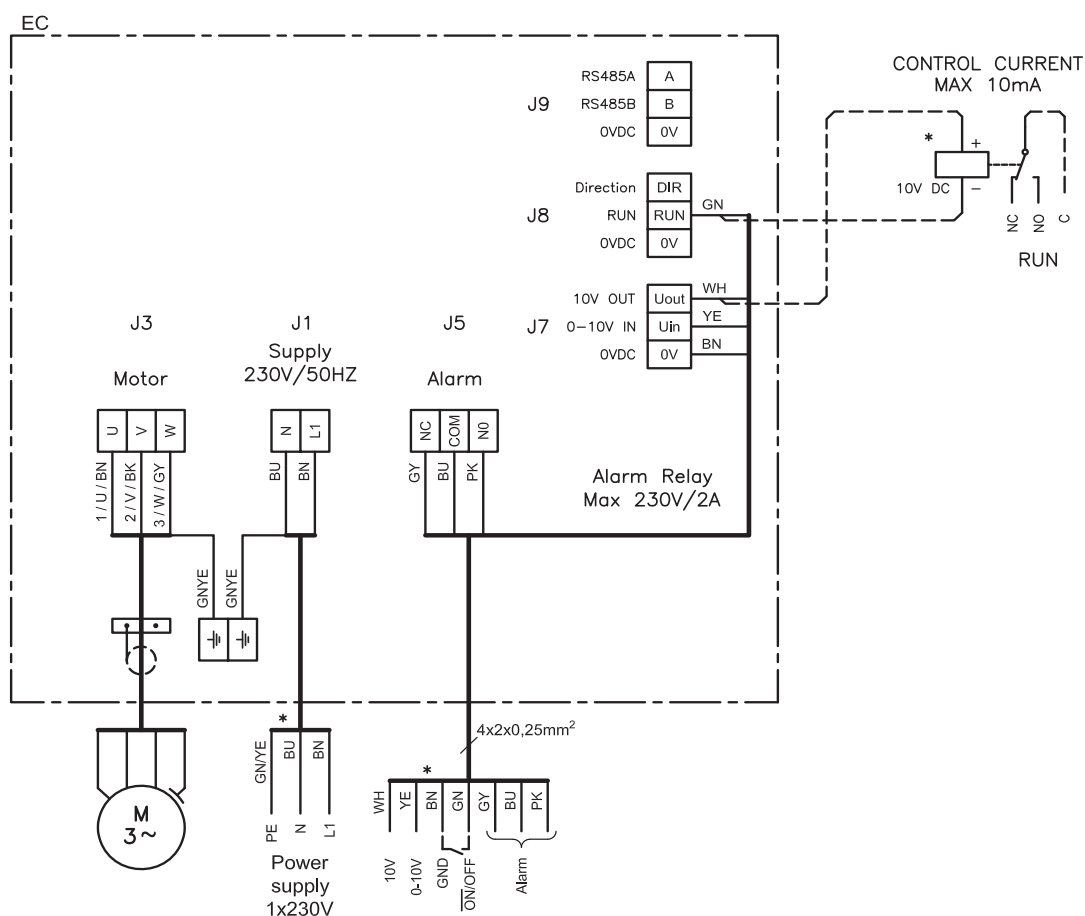 EC
CONTROL CURRENT
MAX 10mA
J9
RS485A A
RS485B B
0VDC 0V
*
+
10V DC
−
NC
NO
C
RUN
J8
Direction DIR
RUN RUN GN
0VDC 0V
J7
10V OUT Uout WH
0−10V IN Uin YE
0VDC 0V BN
J3
Motor
U V W
1/U/BN
2/V/BK
3/W/GY
J1
Supply
230V/50HZ
N L1
BU
BN
J5
Alarm
NC COM N0
GY
BU
PK
Alarm Relay
Max 230V/2A
GNYE
GNYE
M
3~
*
GN/YE
BU
BN
PE
N
L1
Power
supply
1x230V
4x2x0,25mm²
*
WH
YE
BN
GN
GY
BU
PK
10V
0-10V
GND
ON/OFF
Alarm